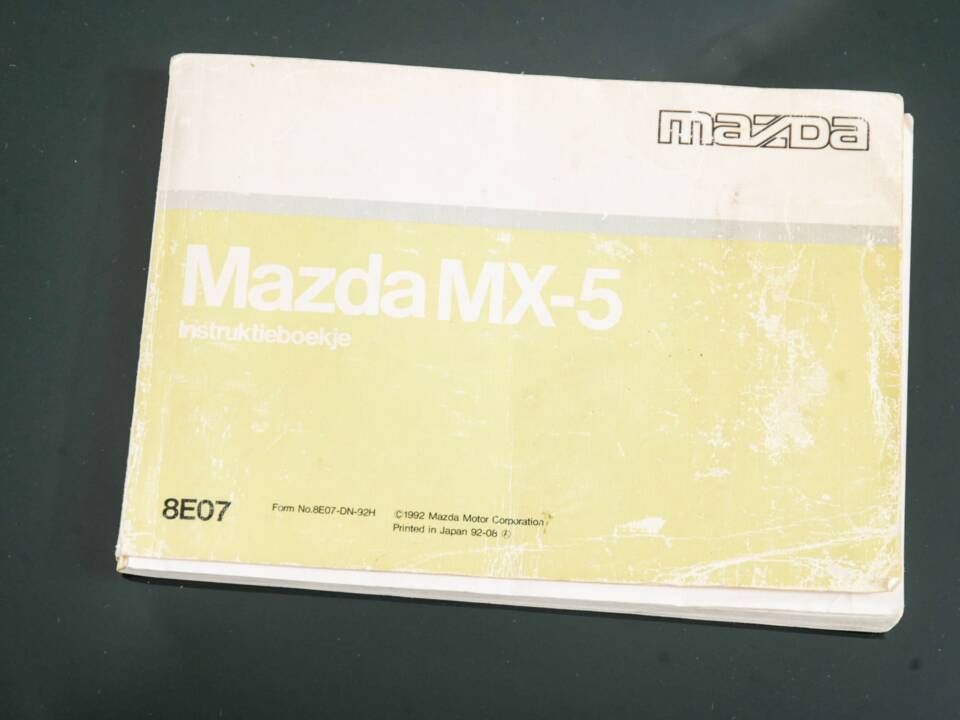 mazda
Mazda MX-5
Instruktieboekje
8E07
Form No.8E07-DN-92H
©1992 Mazda Motor Corporation
Printed in Japan 92-08